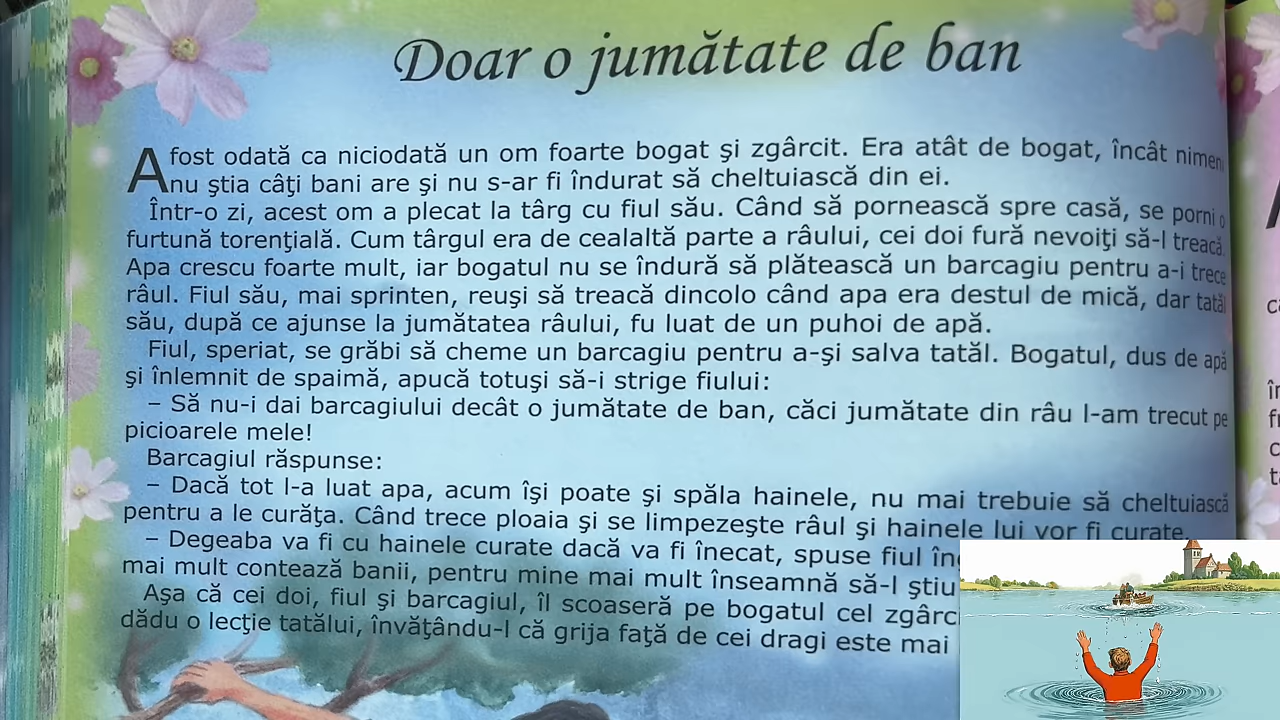 Doar o jumătate de ban
A fost odată ca niciodată un om foarte bogat şi zgârcit. Era atât de bogat, încât
nu ştia câţi bani are şi nu s-ar fi îndurat să cheltuiască din ei.
Într-o zi, acest om a plecat la târg cu fiul său. Când să pornească spre casă, se porni o
furtună torenţială. Cum târgul era de cealaltă parte a râului, cei doi fură nevoiţi să-l treacă.
Apa crescu foarte mult, iar bogatul nu se îndură să plătească un barcagiu pentru a-i trece
râul. Fiul său, mai sprinten, reuşi să treacă dincolo când apa era destul de mică, dar tatăl
său, după ce ajunse la jumătatea râului, fu luat de un puhoi de apă.
Fiul, speriat, se grăbi să cheme un barcagiu pentru a-şi salva tatăl. Bogatul, dus de apă
şi înlemnit de spaimă, apucă totuşi să-i strige fiului:
– Să nu-i dai barcagiului decât o jumătate de ban, căci jumătate din râu l-am trecut pe
picioarele mele!
Barcagiul răspunse:
– Dacă tot l-a luat apa, acum îşi poate şi spăla hainele, nu mai trebuie să cheltuiască
pentru a le curăţa. Când trece ploaia şi se limpezeşte râul şi hainele lui vor fi curate.
– Degeaba va fi cu hainele curate dacă va fi înecat, spuse fiul
mai mult contează banii, pentru mine mai mult înseamnă să-l ştiu
Aşa că cei doi, fiul şi barcagiul, îl scoaseră pe bogatul cel
dădu o lecţie tatălui, învăţându-l că grija faţă de cei dragi este mai